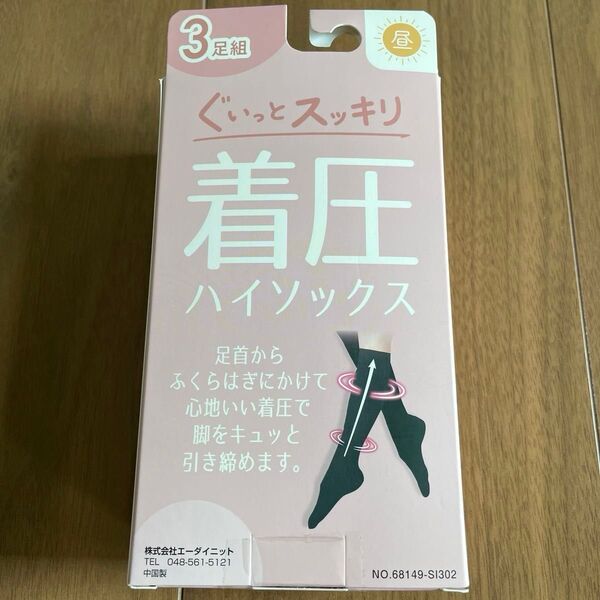 3足組
昼
ぐいっとスッキリ
着圧
ハイソックス
足首から
ふくらはぎにかけて
心地いい着圧で
脚をキュッと
引き締めます。
株式会社エーダイニット
TEL 048-561-5121
中国製
NO.68149-SI302